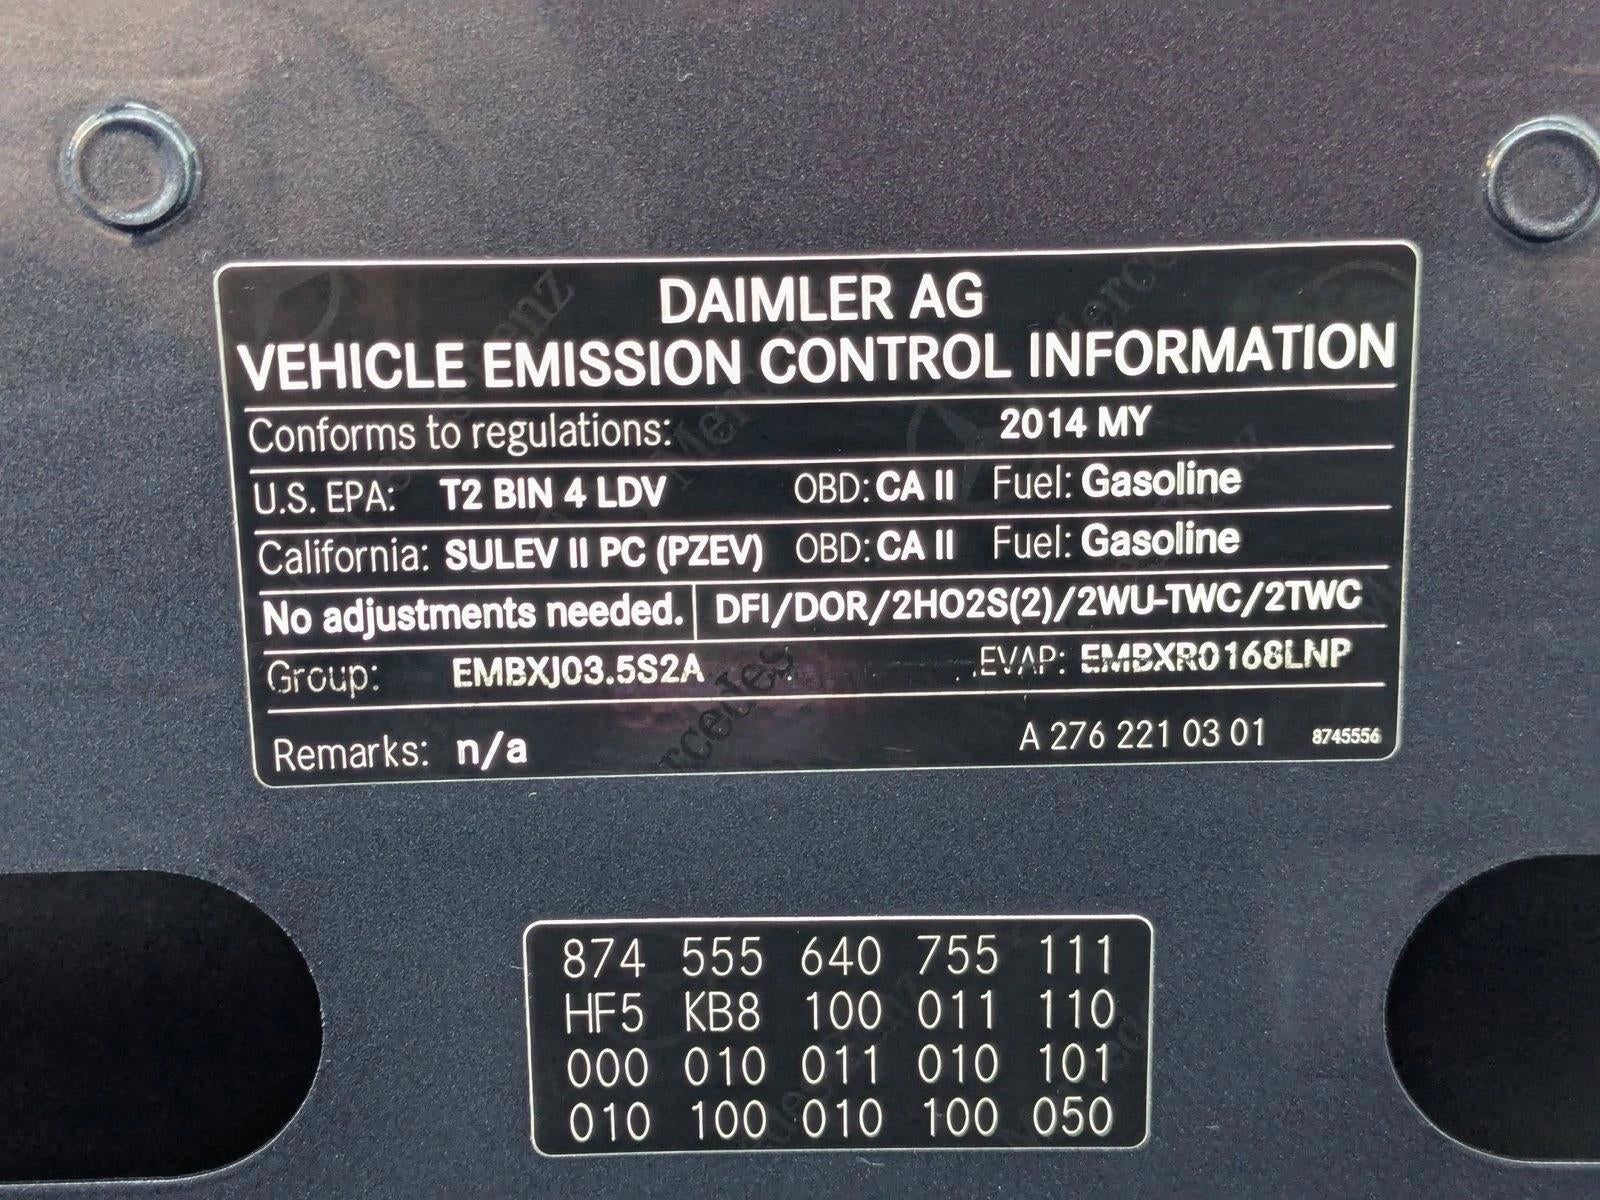 DAIMLER AG
VEHICLE EMISSION CONTROL INFORMATION
Conforms to regulations: 2014 MY
U.S. EPA: T2 BIN 4 LDV OBD: CA II Fuel: Gasoline
California: SULEV II PC (PZEV) OBD: CA II Fuel: Gasoline
No adjustments needed. DFI/DOR/2HO2S(2)/2WU-TWC/2TWC
Group: EMBXJ03.5S2A EVAP: EMBXR0168LNP
Remarks: n/a A 276 221 03 01 8745556
874 555 640 755 111
HF5 KB8 100 011 110
000 010 011 010 101
010 100 010 100 050